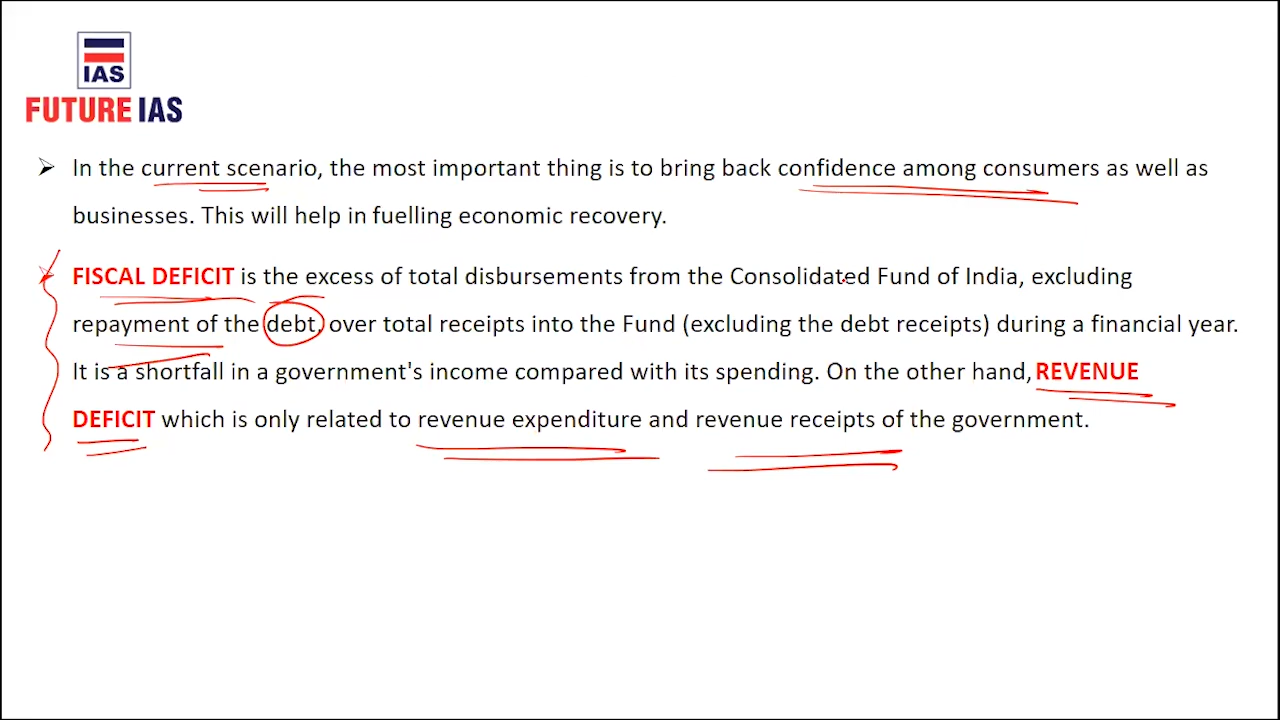 IAS
FUTURE IAS
In the current scenario, the most important thing is to bring back confidence among consumers as well as
businesses. This will help in fuelling economic recovery.
FISCAL DEFICIT is the excess of total disbursements from the Consolidated Fund of India, excluding
repayment of the debt, over total receipts into the Fund (excluding the debt receipts) during a financial year.
It is a shortfall in a government's income compared with its spending. On the other hand, REVENUE
DEFICIT which is only related to revenue expenditure and revenue receipts of the government.